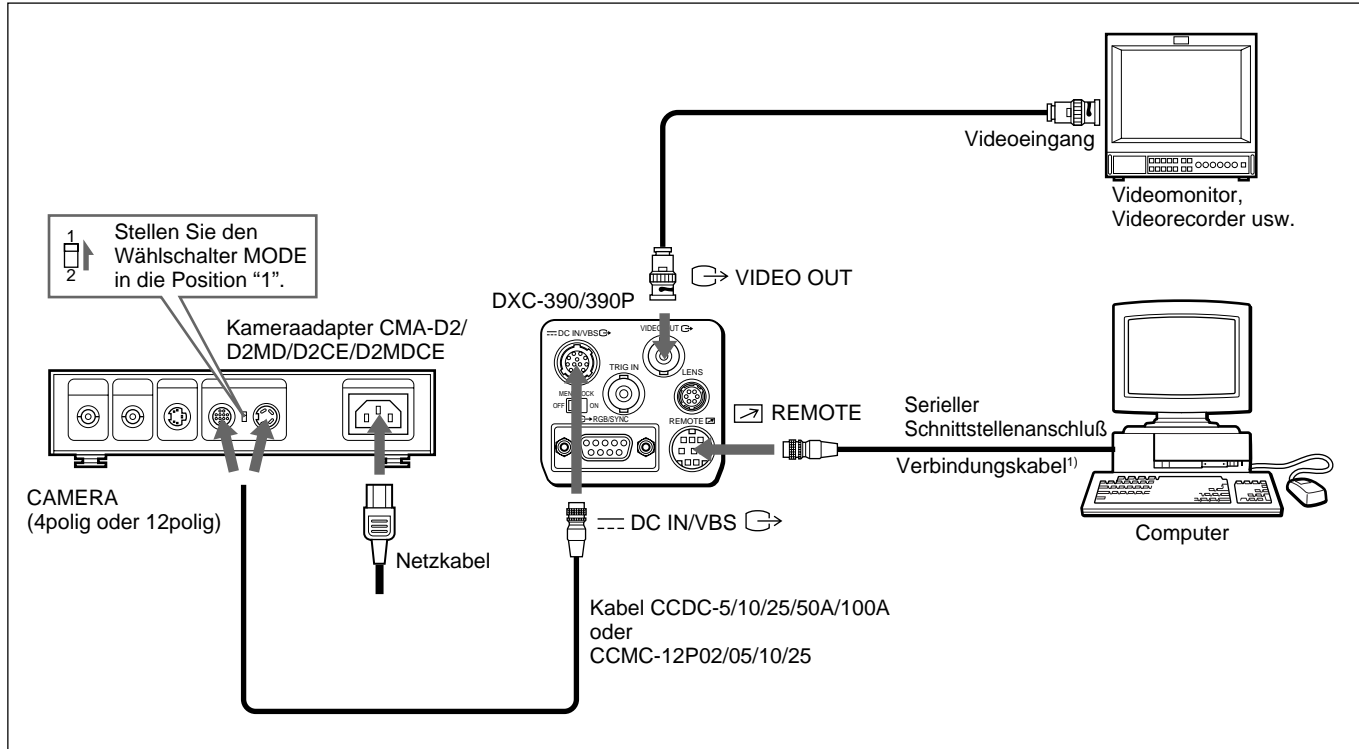 Videoeingang
Videomonitor,
Videorecorder usw.
1
2
Stellen Sie den
Wählschalter MODE
in die Position “1”.
VIDEO OUT
DXC-390/390P
Kameraadapter CMA-D2/
D2MD/D2CE/D2MDCE
DC IN/VBS
VIDEO OUT
TRIG IN
LENS
OFF ON
RGB/SYNC
REMOTE
REMOTE
Serieller
Schnittstellenanschluß
Verbindungskabel1)
Computer
CAMERA
(4polig oder 12polig)
Netzkabel
DC IN/VBS
Kabel CCDC-5/10/25/50A/100A
oder
CCMC-12P02/05/10/25